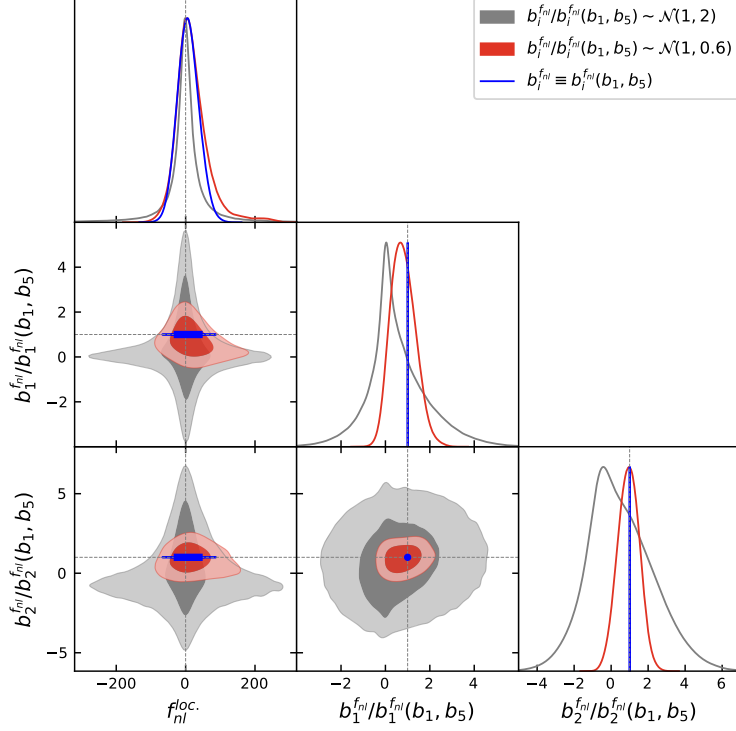 b_i^{f_{nl}}/b_i^{f_{nl}}(b_1, b_5) ~ 𝒩(1, 2)
b_i^{f_{nl}}/b_i^{f_{nl}}(b_1, b_5) ~ 𝒩(1, 0.6)
b_i^{f_{nl}} ≡ b_i^{f_{nl}}(b_1, b_5)
4
2
0
−2
b_1^{f_{nl}}/b_1^{f_{nl}}(b_1, b_5)
5
0
−5
b_2^{f_{nl}}/b_2^{f_{nl}}(b_1, b_5)
−200 0 200
−2 0 2 4
−4 −2 0 2 4 6
f_{nl}^{loc.}
b_1^{f_{nl}}/b_1^{f_{nl}}(b_1, b_5)
b_2^{f_{nl}}/b_2^{f_{nl}}(b_1, b_5)